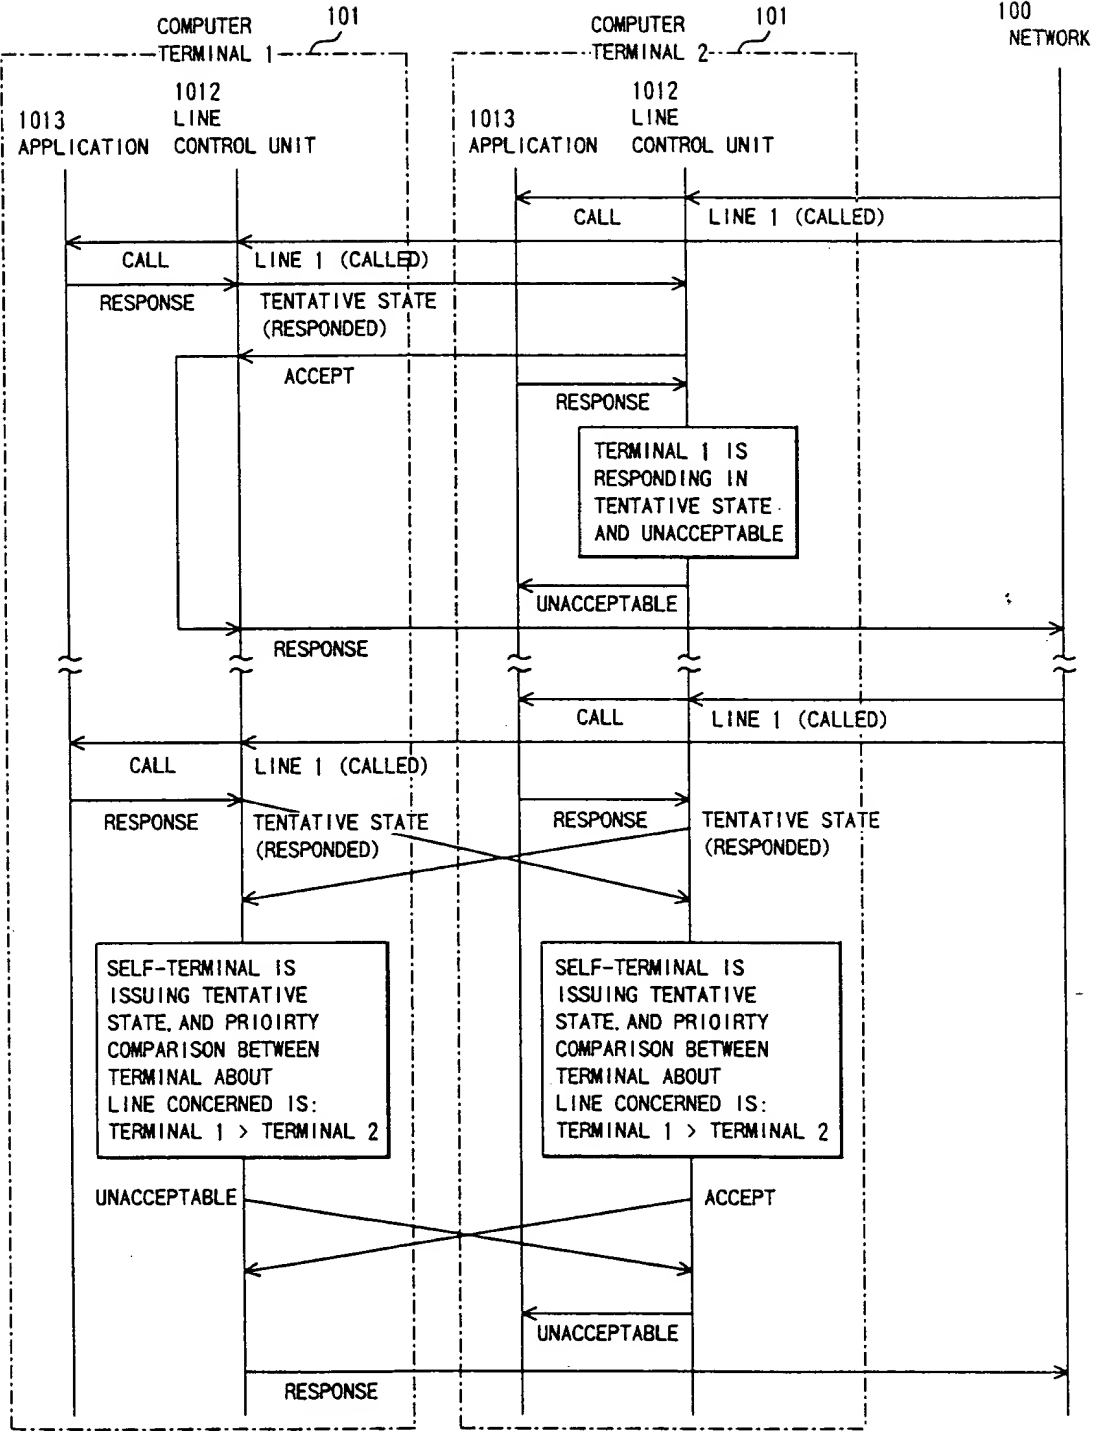 COMPUTER
TERMINAL 1
101
COMPUTER
TERMINAL 2
101
100
NETWORK
1013
APPLICATION
1012
LINE
CONTROL UNIT
1013
APPLICATION
1012
LINE
CONTROL UNIT
CALL
LINE 1 (CALLED)
CALL
LINE 1 (CALLED)
RESPONSE
TENTATIVE STATE
(RESPONDED)
ACCEPT
RESPONSE
TERMINAL 1 IS
RESPONDING IN
TENTATIVE STATE
AND UNACCEPTABLE
UNACCEPTABLE
RESPONSE
CALL
LINE 1 (CALLED)
CALL
LINE 1 (CALLED)
RESPONSE
TENTATIVE STATE
(RESPONDED)
RESPONSE
TENTATIVE STATE
(RESPONDED)
SELF-TERMINAL IS
ISSUING TENTATIVE
STATE, AND PRIOIRTY
COMPARISON BETWEEN
TERMINAL ABOUT
LINE CONCERNED IS:
TERMINAL 1 > TERMINAL 2
SELF-TERMINAL IS
ISSUING TENTATIVE
STATE, AND PRIOIRTY
COMPARISON BETWEEN
TERMINAL ABOUT
LINE CONCERNED IS:
TERMINAL 1 > TERMINAL 2
UNACCEPTABLE
ACCEPT
UNACCEPTABLE
RESPONSE